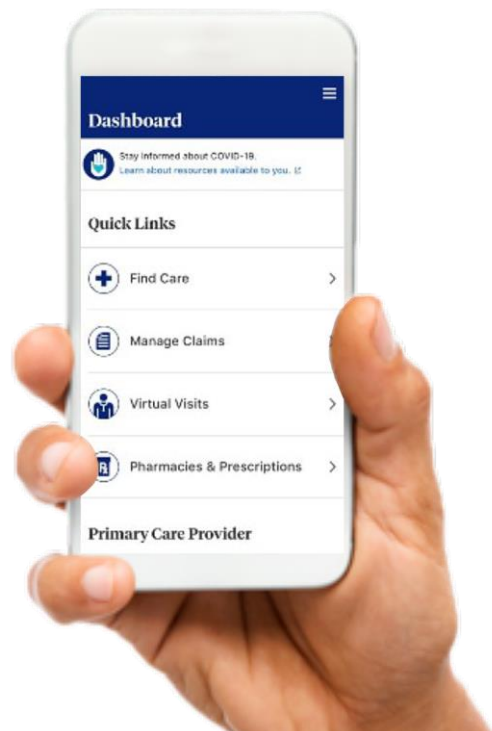 Dashboard
Stay informed about COVID-19.
Learn about resources available to you.
Quick Links
Find Care
Manage Claims
Virtual Visits
Pharmacies & Prescriptions
Primary Care Provider